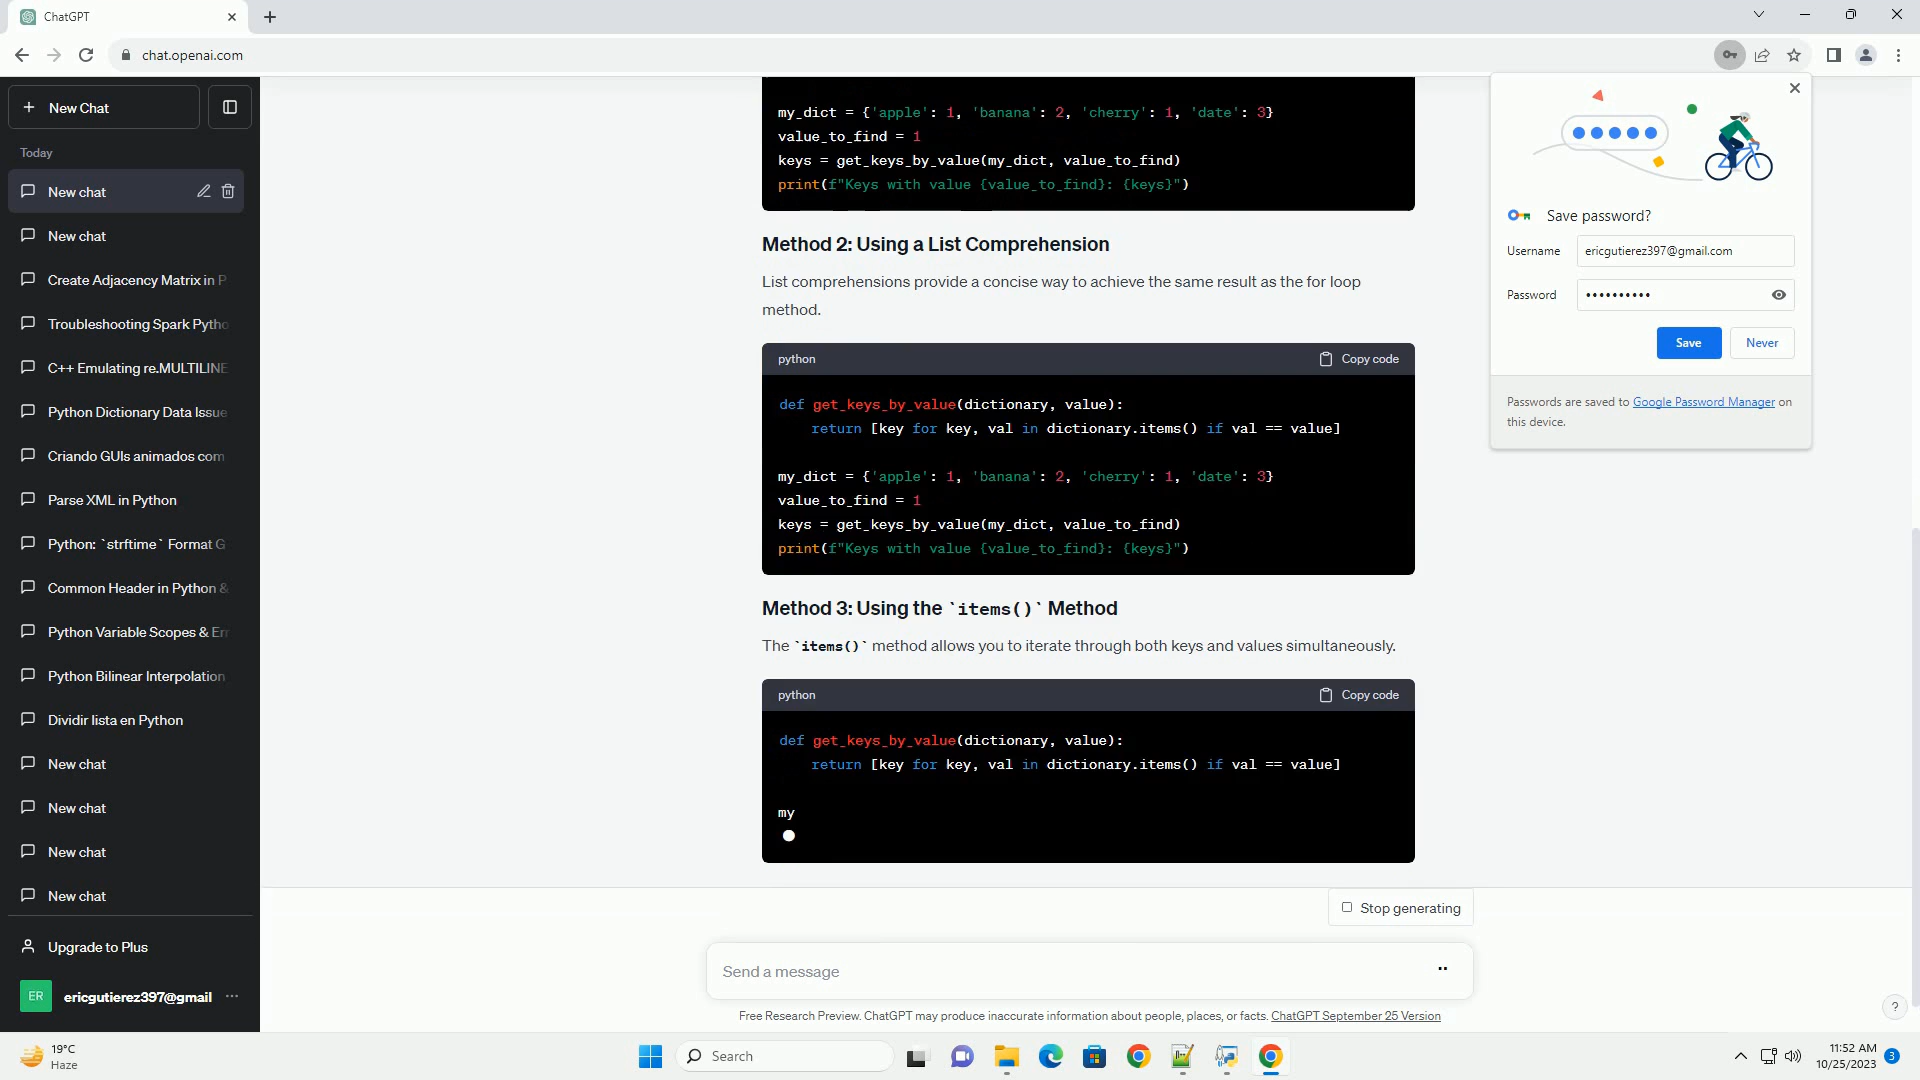 ChatGPT
chat.openai.com
New Chat
Today
New chat
New chat
Create Adjacency Matrix in P
Troubleshooting Spark Pytho
C++ Emulating re.MULTILINE
Python Dictionary Data Issue
Criando GUIs animados com
Parse XML in Python
Python: `strftime` Format G
Common Header in Python &
Python Variable Scopes & Err
Python Bilinear Interpolation
Dividir lista en Python
New chat
New chat
New chat
New chat
Upgrade to Plus
ER ericgutierez397@gmail ...
my_dict = {'apple': 1, 'banana': 2, 'cherry': 1, 'date': 3}
value_to_find = 1
keys = get_keys_by_value(my_dict, value_to_find)
print(f"Keys with value {value_to_find}: {keys}")
Method 2: Using a List Comprehension
List comprehensions provide a concise way to achieve the same result as the for loop
method.
python Copy code
def get_keys_by_value(dictionary, value):
    return [key for key, val in dictionary.items() if val == value]
my_dict = {'apple': 1, 'banana': 2, 'cherry': 1, 'date': 3}
value_to_find = 1
keys = get_keys_by_value(my_dict, value_to_find)
print(f"Keys with value {value_to_find}: {keys}")
Method 3: Using the `items()` Method
The `items()` method allows you to iterate through both keys and values simultaneously.
python Copy code
def get_keys_by_value(dictionary, value):
    return [key for key, val in dictionary.items() if val == value]
my
Stop generating
Send a message
Free Research Preview. ChatGPT may produce inaccurate information about people, places, or facts. ChatGPT September 25 Version
?
Save password?
Username ericgutierez397@gmail.com
Password ••••••••••
Save Never
Passwords are saved to Google Password Manager on
this device.
19°C
Haze
Search
11:52 AM
10/25/2023
3